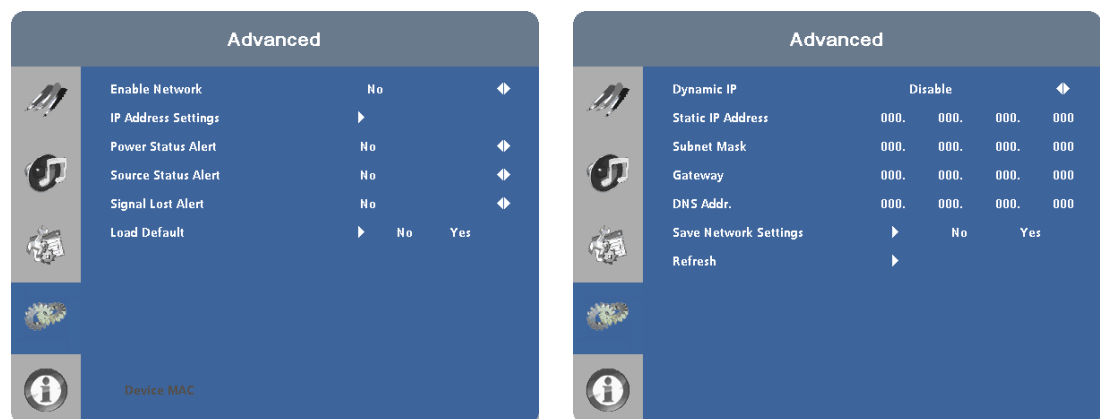 Advanced
Enable Network No
IP Address Settings
Power Status Alert No
Source Status Alert No
Signal Lost Alert No
Load Default No Yes
Device MAC
Advanced
Dynamic IP Disable
Static IP Address 000. 000. 000. 000
Subnet Mask 000. 000. 000. 000
Gateway 000. 000. 000. 000
DNS Addr. 000. 000. 000. 000
Save Network Settings No Yes
Refresh